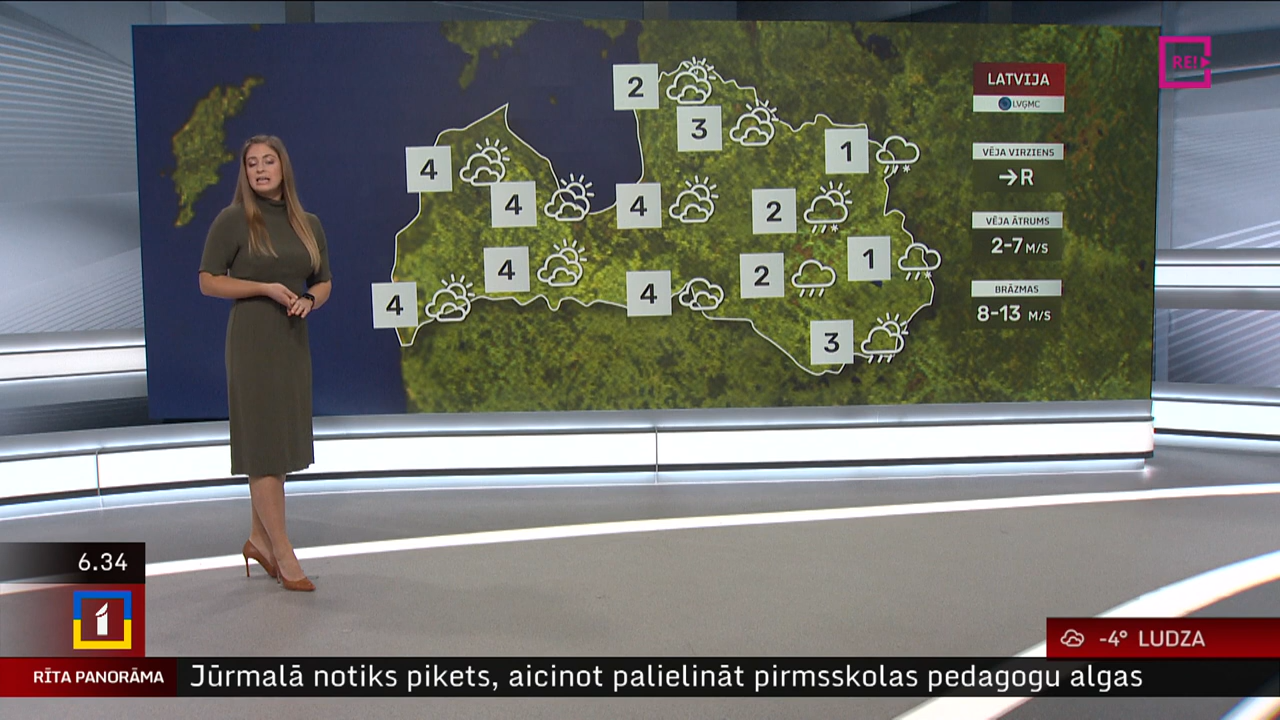 RE!
LATVIJA
LVĢMC
VĒJA VIRZIENS
→R
VĒJA ĀTRUMS
2-7 M/S
BRĀZMAS
8-13 M/S
2
3
1
4
4
4
2
4
4
2
1
4
3
6.34
1
-4° LUDZA
RĪTA PANORĀMA
Jūrmalā notiks pikets, aicinot palielināt pirmsskolas pedagogu algas